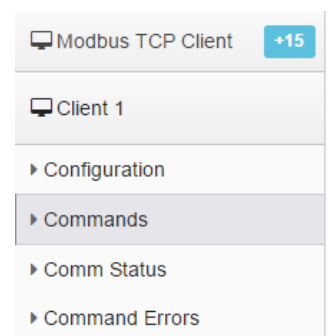 Modbus TCP Client +15
Client 1
Configuration
Commands
Comm Status
Command Errors